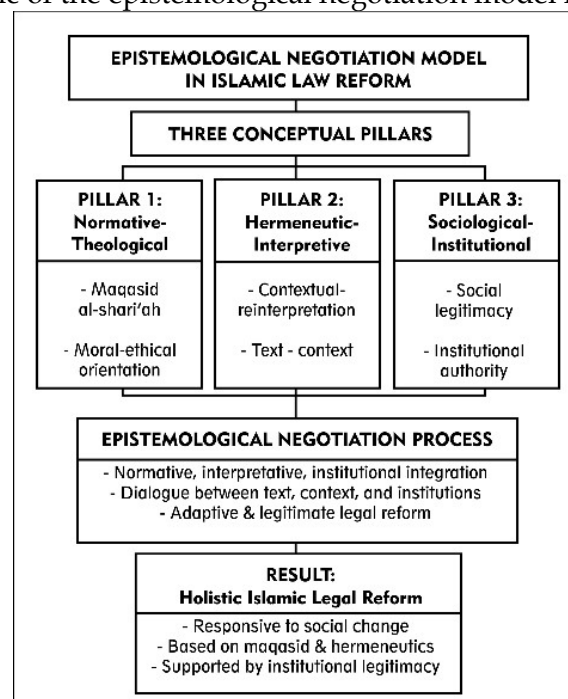 e of the epistemological negotiation model
EPISTEMOLOGICAL NEGOTIATION MODEL
IN ISLAMIC LAW REFORM
THREE CONCEPTUAL PILLARS
PILLAR 1:
Normative-
Theological
- Maqasid
al-shari'ah
- Moral-ethical
orientation
PILLAR 2:
Hermeneutic-
Interpretive
- Contextual-
reinterpretation
- Text - context
PILLAR 3:
Sociological-
Institutional
- Social
legitimacy
- Institutional
authority
EPISTEMOLOGICAL NEGOTIATION PROCESS
- Normative, interpretative, institutional integration
- Dialogue between text, context, and institutions
- Adaptive & legitimate legal reform
RESULT:
Holistic Islamic Legal Reform
- Responsive to social change
- Based on maqasid & hermeneutics
- Supported by institutional legitimacy